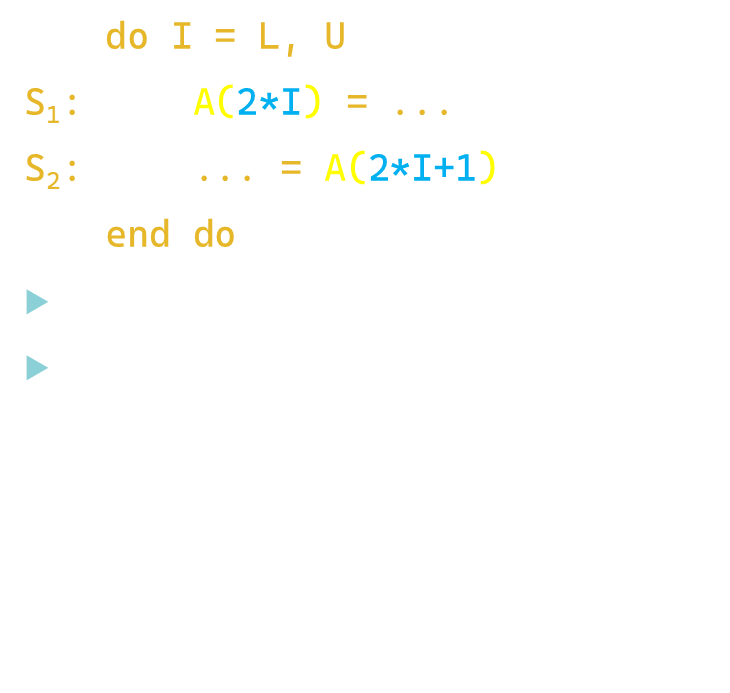 do I = L, U
S1: A(2*I) = ...
S2: ... = A(2*I+1)
end do